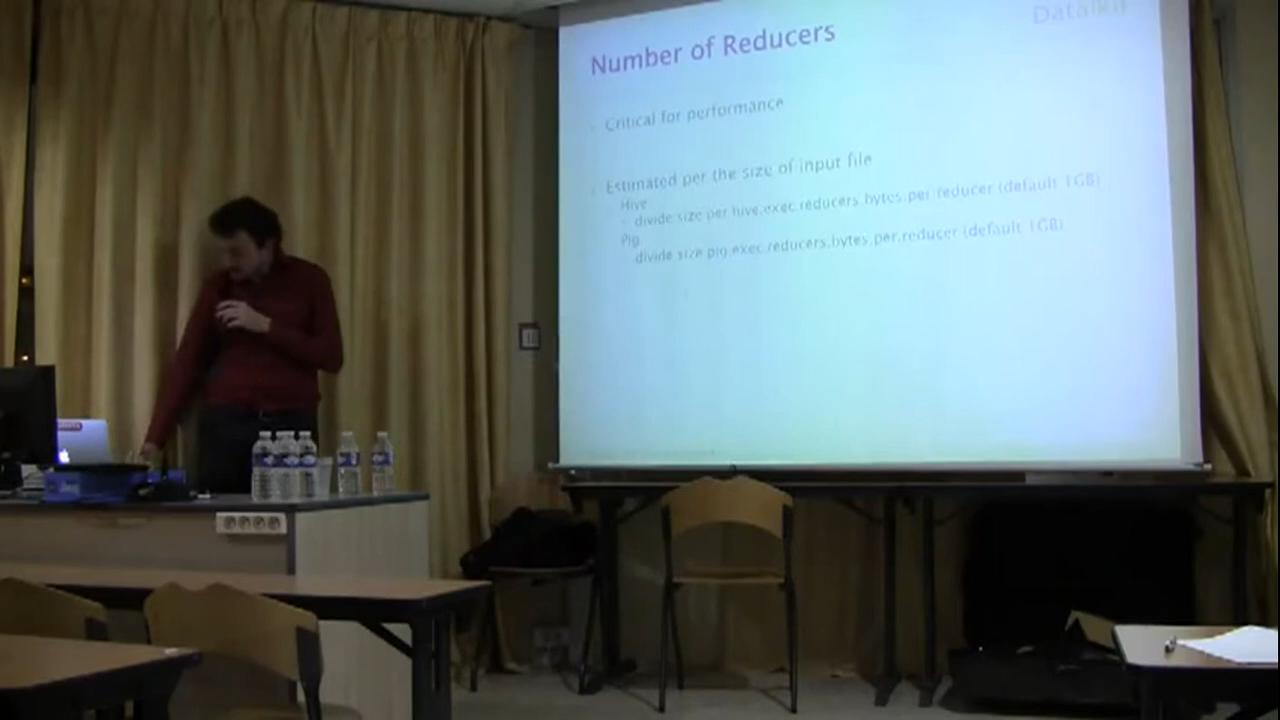 Number of Reducers
Critical for performance
Estimated per the size of input file
Hive
divide size per hive.exec.reducers.bytes.per.reducer (default 1GB)
Pig
divide size pig.exec.reducers.bytes.per.reducer (default 1GB)